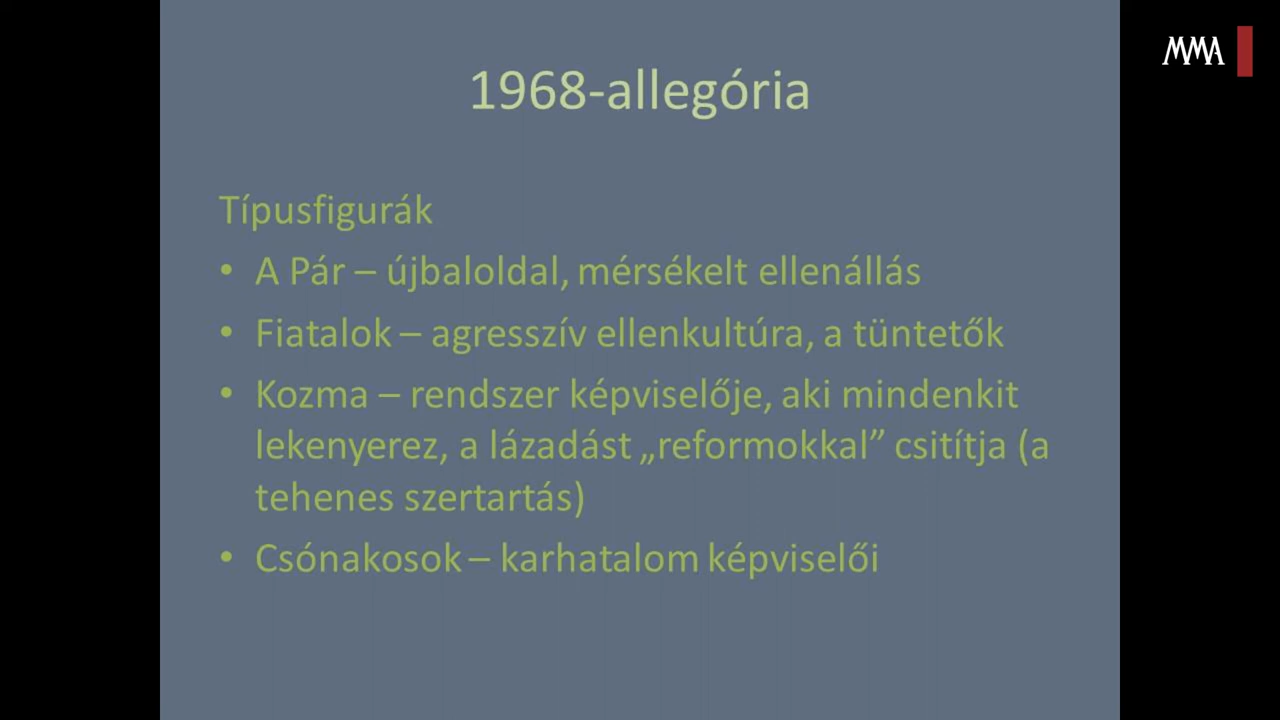 MMA
1968-allegória
Típusfigurák
• A Pár – újbaloldal, mérsékelt ellenállás
• Fiatalok – agresszív ellenkultúra, a tüntetők
• Kozma – rendszer képviselője, aki mindenkit
lekenyerez, a lázadást „reformokkal” csitítja (a
tehenes szertartás)
• Csónakosok – karhatalom képviselői